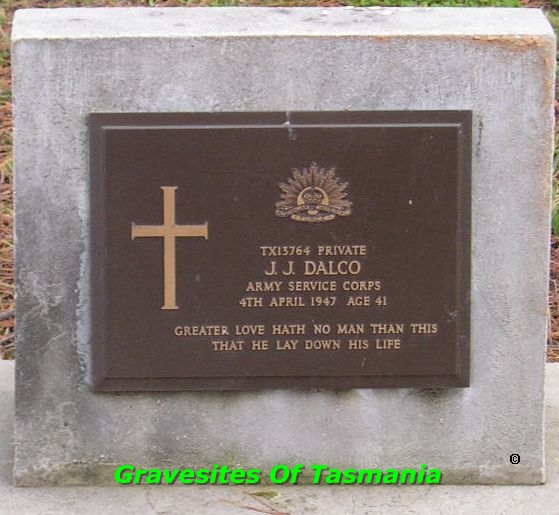 TX13764 PRIVATE
J. J. DALCO
ARMY SERVICE CORPS
4TH APRIL 1947 AGE 41
GREATER LOVE HATH NO MAN THAN THIS
THAT HE LAY DOWN HIS LIFE
©
Gravesites Of Tasmania